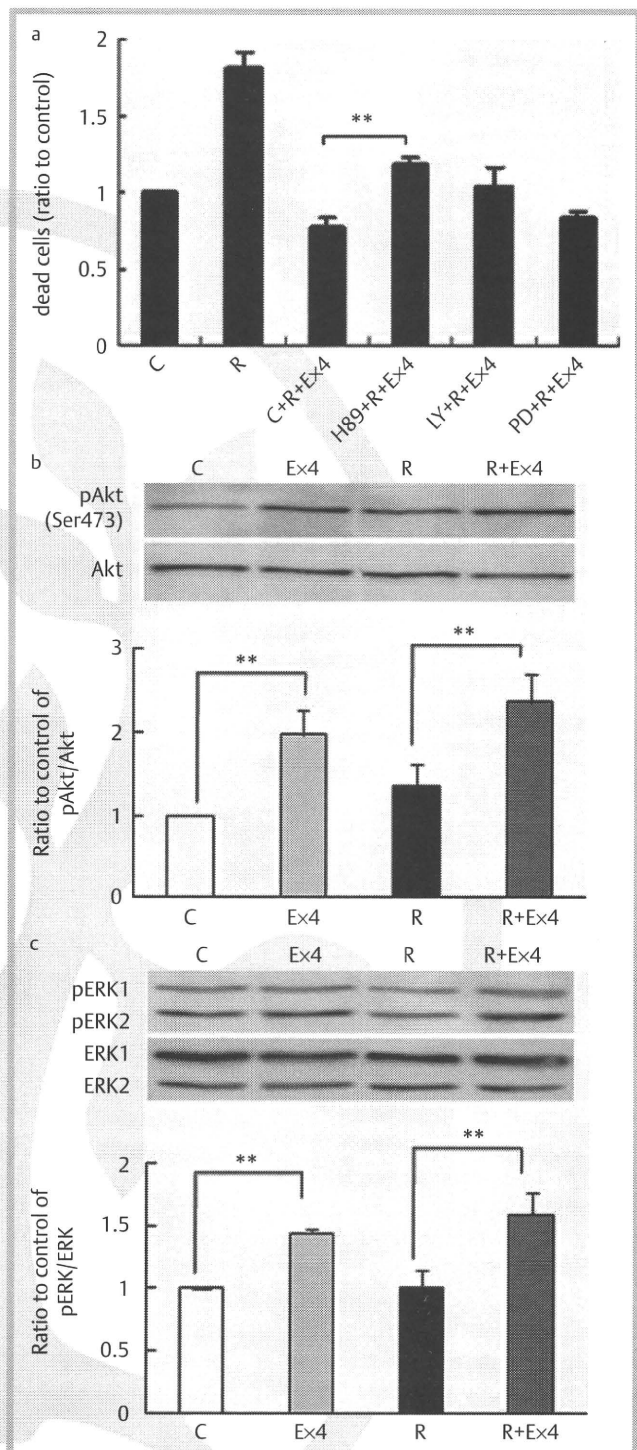 a
dead cells (ratio to control)
2
1.5
1
0.5
0
**
C
R
C+R+Ex4
H89+R+Ex4
LY+R+Ex4
PD+R+Ex4
b
C Ex4 R R+Ex4
pAkt
(Ser473)
Akt
Ratio to control of
pAkt/Akt
3
2
1
0
** **
C Ex4 R R+Ex4
c
C Ex4 R R+Ex4
pERK1
pERK2
ERK1
ERK2
Ratio to control of
pERK/ERK
2
1.5
1
0.5
0
** **
C Ex4 R R+Ex4